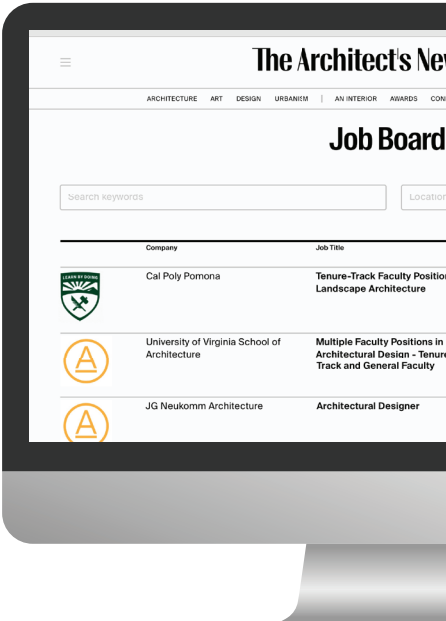 The Architect's Ne
ARCHITECTURE ART DESIGN URBANISM | AN INTERIOR AWARDS CON
Job Board
Search keywords
Location
Company Job Title
LEARN BY DOING
Cal Poly Pomona
Tenure-Track Faculty Position
Landscape Architecture
University of Virginia School of
Architecture
Multiple Faculty Positions in
Architectural Design - Tenure
Track and General Faculty
A
JG Neukomm Architecture
Architectural Designer
A